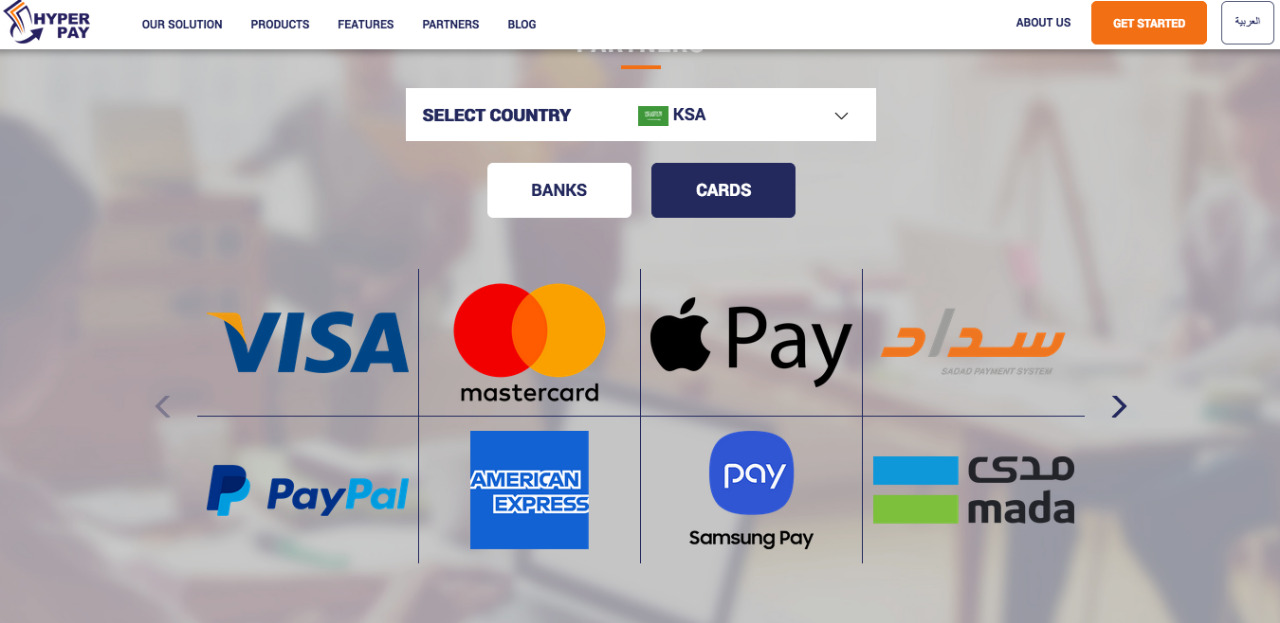 HYPER
PAY
OUR SOLUTION
PRODUCTS
FEATURES
PARTNERS
BLOG
ABOUT US
GET STARTED
العربية
PARTNERS
SELECT COUNTRY
KSA
BANKS
CARDS
VISA
mastercard
Pay
سداد
SADAD PAYMENT SYSTEM
PayPal
AMERICAN
EXPRESS
pay
Samsung Pay
مدى
mada